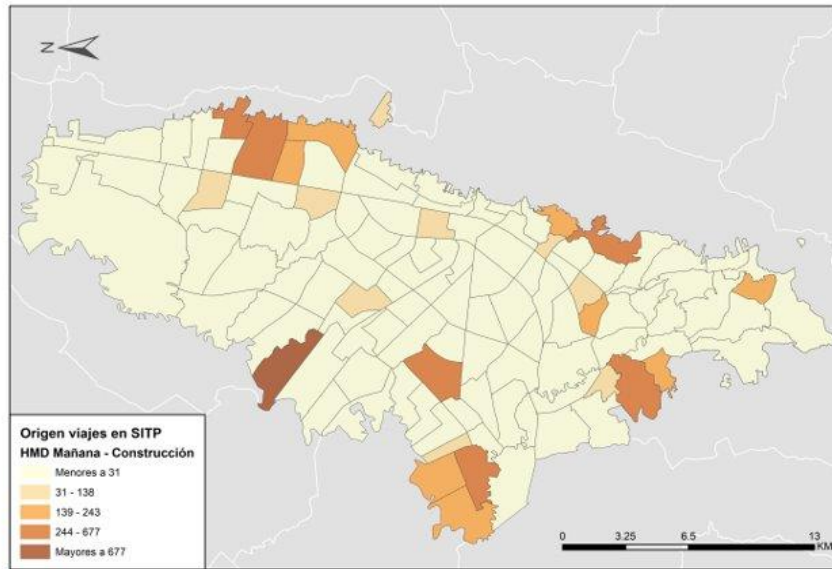 N
Origen viajes en SITP
HMD Mañana - Construcción
Menores a 31
31 - 138
139 - 243
244 - 677
Mayores a 677
0 3.25 6.5 13
KM